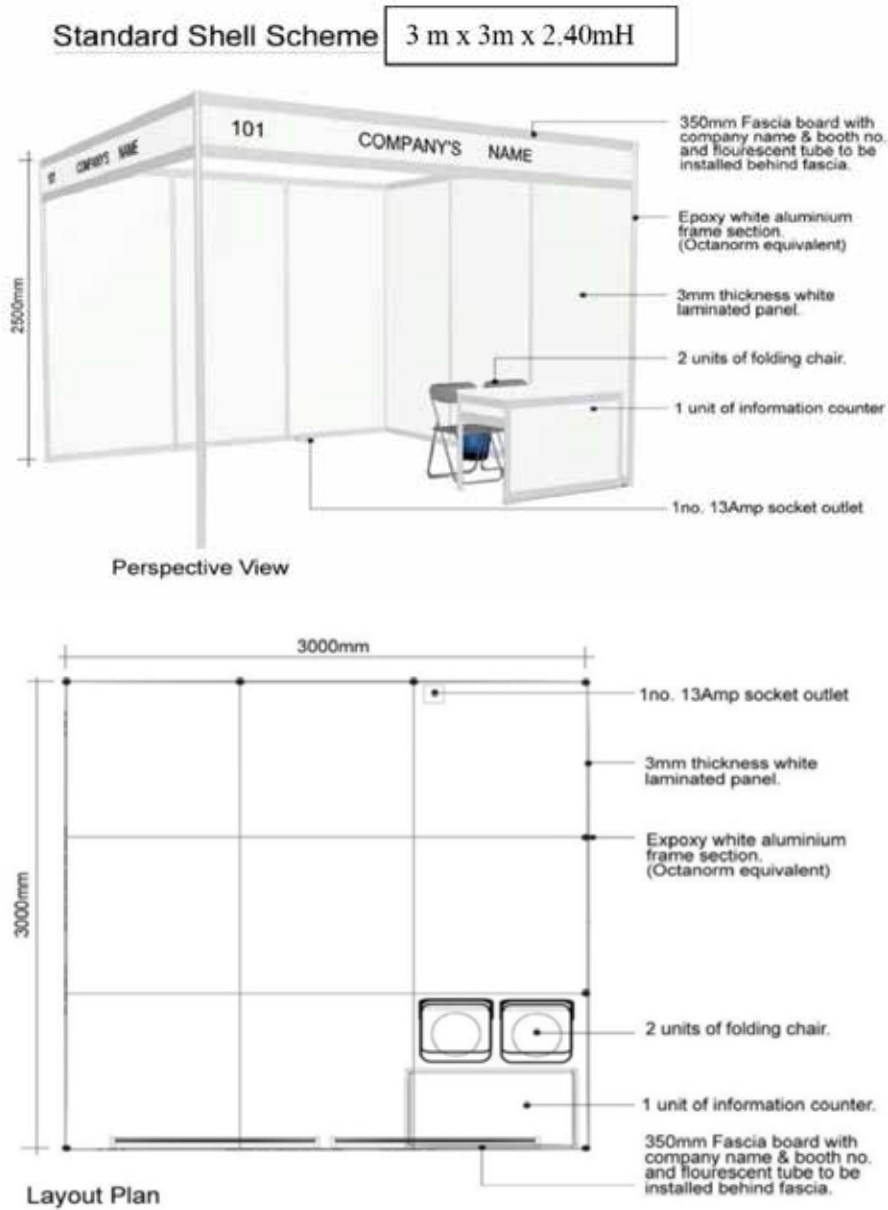 Standard Shell Scheme 3 m x 3m x 2.40mH
350mm Fascia board with
company name & booth no.
and flourescent tube to be
installed behind fascia.
101 COMPANY'S NAME
101 COMPANY'S NAME
Epoxy white aluminium
frame section.
(Octanorm equivalent)
2500mm
3mm thickness white
laminated panel.
2 units of folding chair.
1 unit of information counter
1no. 13Amp socket outlet
Perspective View
3000mm
1no. 13Amp socket outlet
3mm thickness white
laminated panel.
Expoxy white aluminium
frame section.
(Octanorm equivalent)
3000mm
2 units of folding chair.
1 unit of information counter.
350mm Fascia board with
company name & booth no.
and flourescent tube to be
installed behind fascia.
Layout Plan